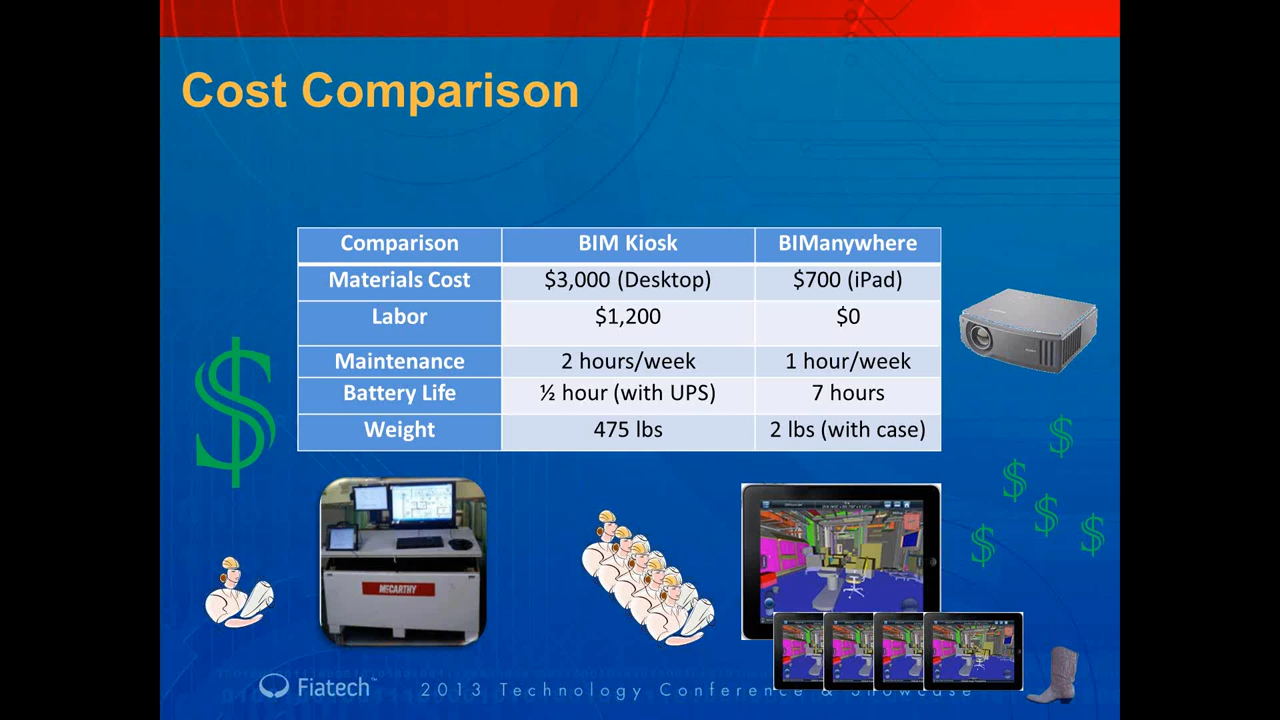 Cost Comparison
Comparison BIM Kiosk BIManywhere
Materials Cost $3,000 (Desktop) $700 (iPad)
Labor $1,200 $0
Maintenance 2 hours/week 1 hour/week
Battery Life ½ hour (with UPS) 7 hours
Weight 475 lbs 2 lbs (with case)
$
$
$
$
$
$
McCARTHY
Fiatech™ 2013 Technology Conference & Showcase